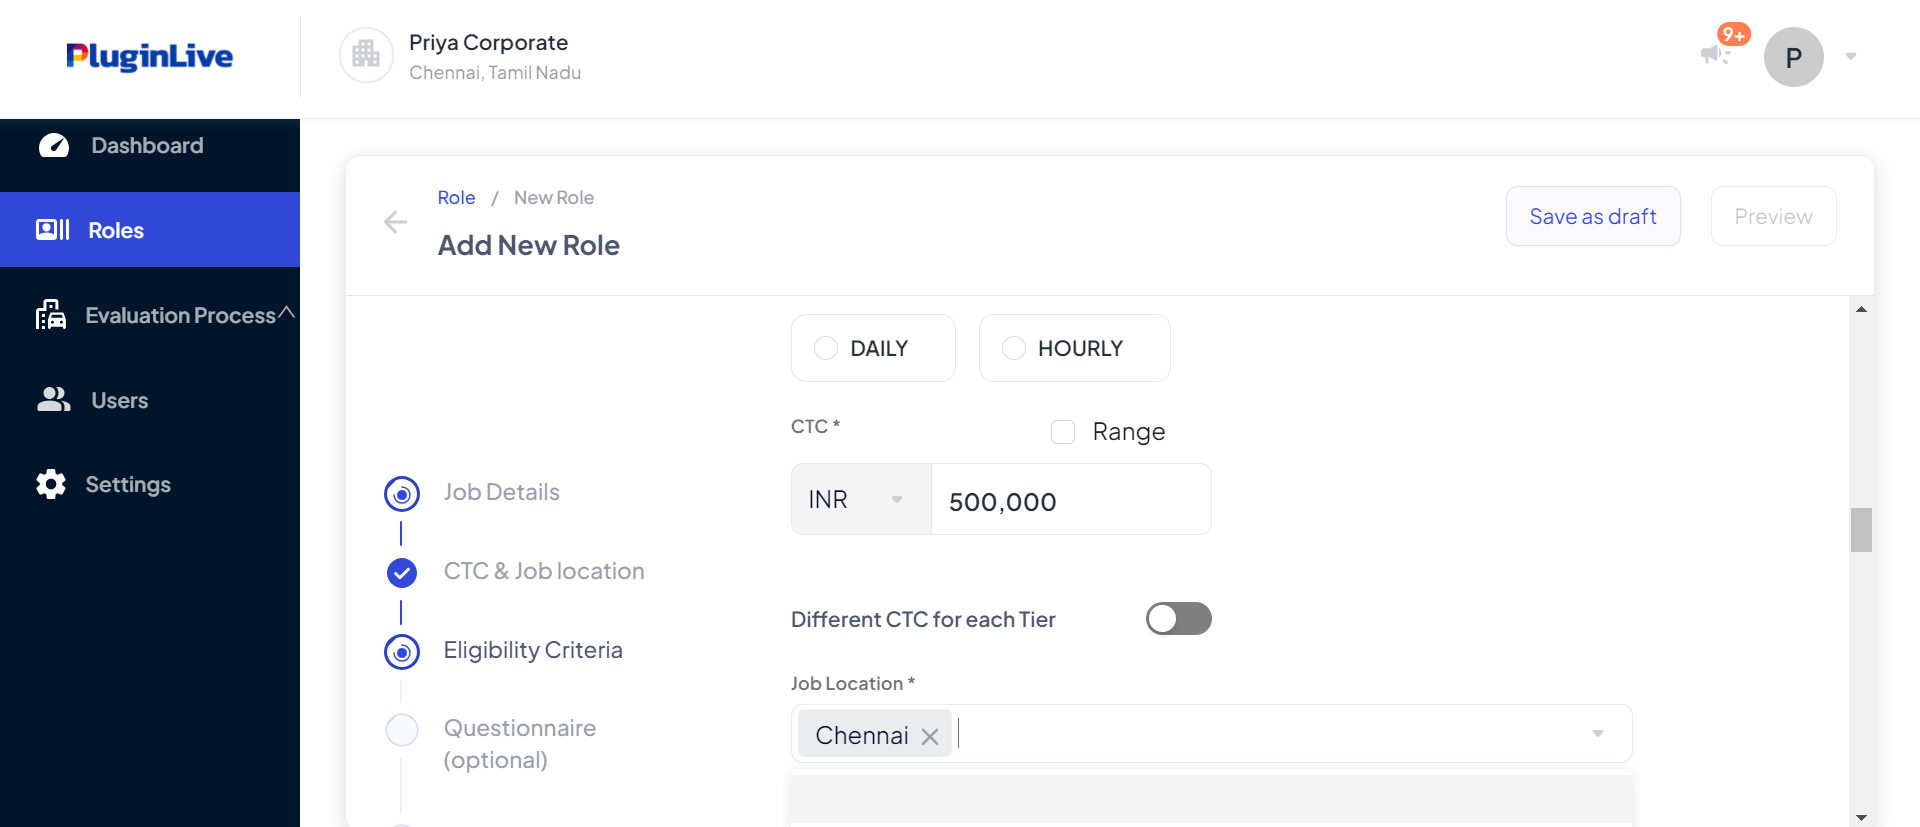 PluginLive
Priya Corporate
Chennai, Tamil Nadu
9+
P
Dashboard
Roles
Evaluation Process
Users
Settings
Role / New Role
Add New Role
Save as draft
Preview
Job Details
CTC & Job location
Eligibility Criteria
Questionnaire
(optional)
DAILY
HOURLY
CTC *
Range
INR
500,000
Different CTC for each Tier
Job Location *
Chennai